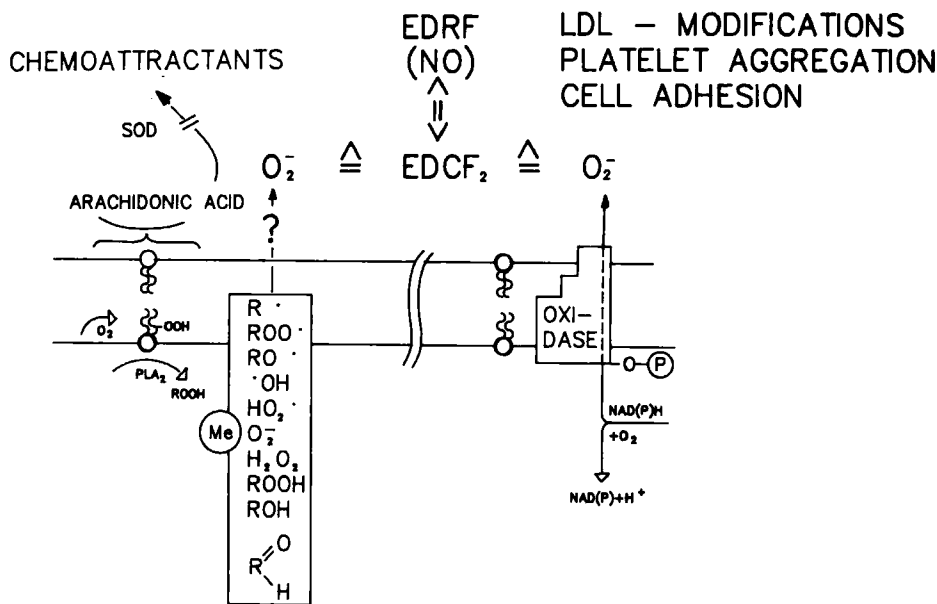 EDRF
(NO)
LDL – MODIFICATIONS
PLATELET AGGREGATION
CELL ADHESION
CHEMOATTRACTANTS
SOD
O₂⁻ ≙ EDCF₂ ≙ O₂⁻
ARACHIDONIC ACID
?
O₂
-OOH
PLA₂
ROOH
Me
R·
ROO·
RO·
·OH
HO₂·
O₂⁻
H₂O₂
ROOH
ROH
R
O
H
OXI-
DASE
O-P
NAD(P)H
+O₂
NAD(P)+H⁺